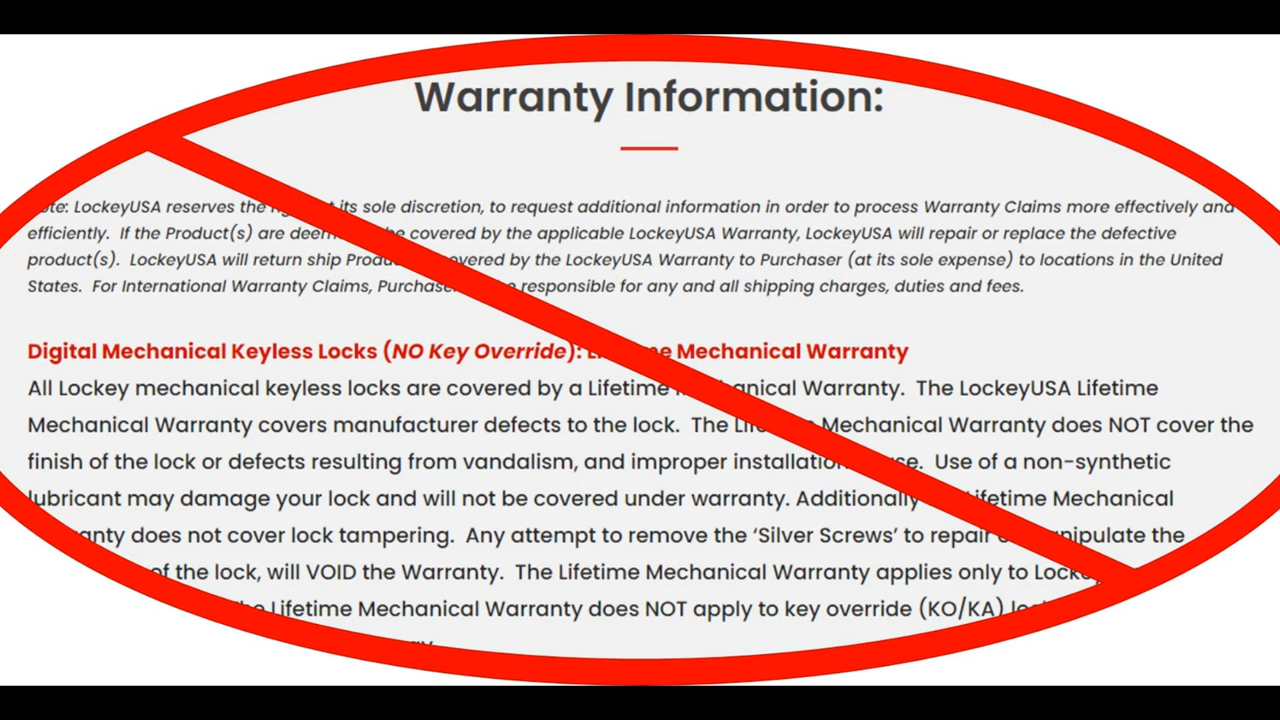 Warranty Information:
LockeyUSA reserves the its sole discretion, to request additional information in order to process Warranty Claims more effectively and
efficiently. If the Product(s) are be covered by the applicable LockeyUSA Warranty, LockeyUSA will repair or replace the defective
product(s). LockeyUSA will return ship covered by the LockeyUSA Warranty to Purchaser (at its sole expense) to locations in the United
States. For International Warranty Claims, responsible for any and all shipping charges, duties and fees.
Digital Mechanical Keyless Locks (NO Key Override): Mechanical Warranty
All Lockey mechanical keyless locks are covered by a Lifetime Warranty. The LockeyUSA Lifetime
Mechanical Warranty covers manufacturer defects to the lock. The Mechanical Warranty does NOT cover the
finish of the lock or defects resulting from vandalism, and improper installation Use of a non-synthetic
lubricant may damage your lock and will not be covered under warranty. Additionally Lifetime Mechanical
does not cover lock tampering. Any attempt to remove the ‘Silver Screws’ to repair the
of the lock, will VOID the Warranty. The Lifetime Mechanical Warranty applies only to
The Lifetime Mechanical Warranty does NOT apply to key override (KO/KA)